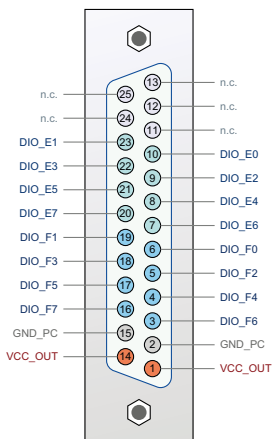 13 n.c.
n.c. 25
12 n.c.
n.c. 24
11 n.c.
DIO_E1 23
10 DIO_E0
DIO_E3 22
9 DIO_E2
DIO_E5 21
8 DIO_E4
DIO_E7 20
7 DIO_E6
DIO_F1 19
6 DIO_F0
DIO_F3 18
5 DIO_F2
DIO_F5 17
4 DIO_F4
DIO_F7 16
3 DIO_F6
GND_PC 15
2 GND_PC
VCC_OUT 14
1 VCC_OUT